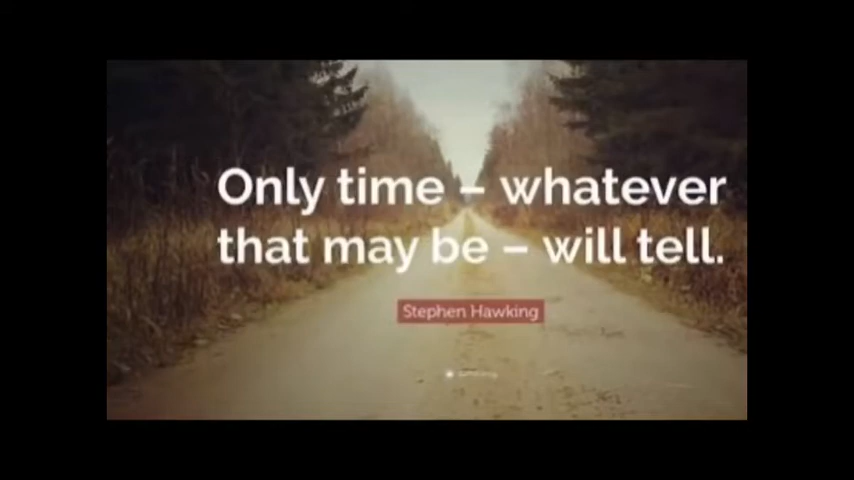 Only time – whatever
that may be – will tell.
Stephen Hawking